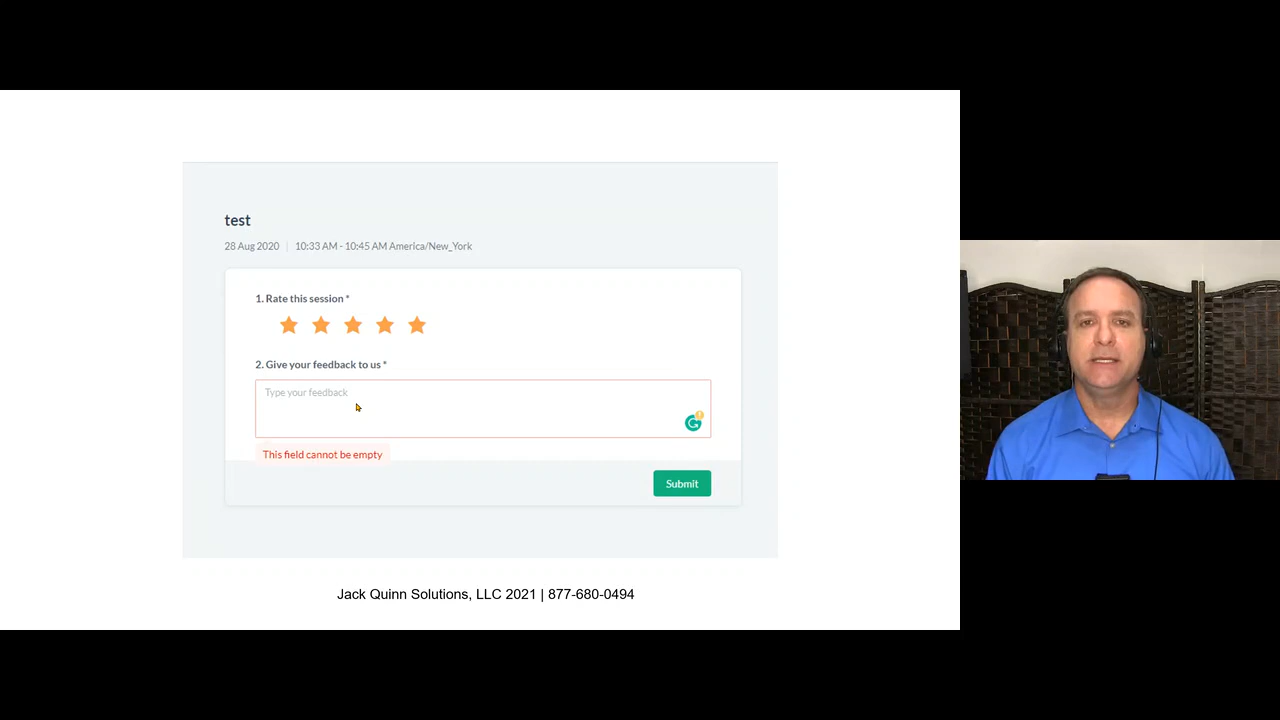 test
28 Aug 2020 | 10:33 AM - 10:45 AM America/New_York
1. Rate this session *
2. Give your feedback to us *
Type your feedback
This field cannot be empty
Submit
Jack Quinn Solutions, LLC 2021 | 877-680-0494